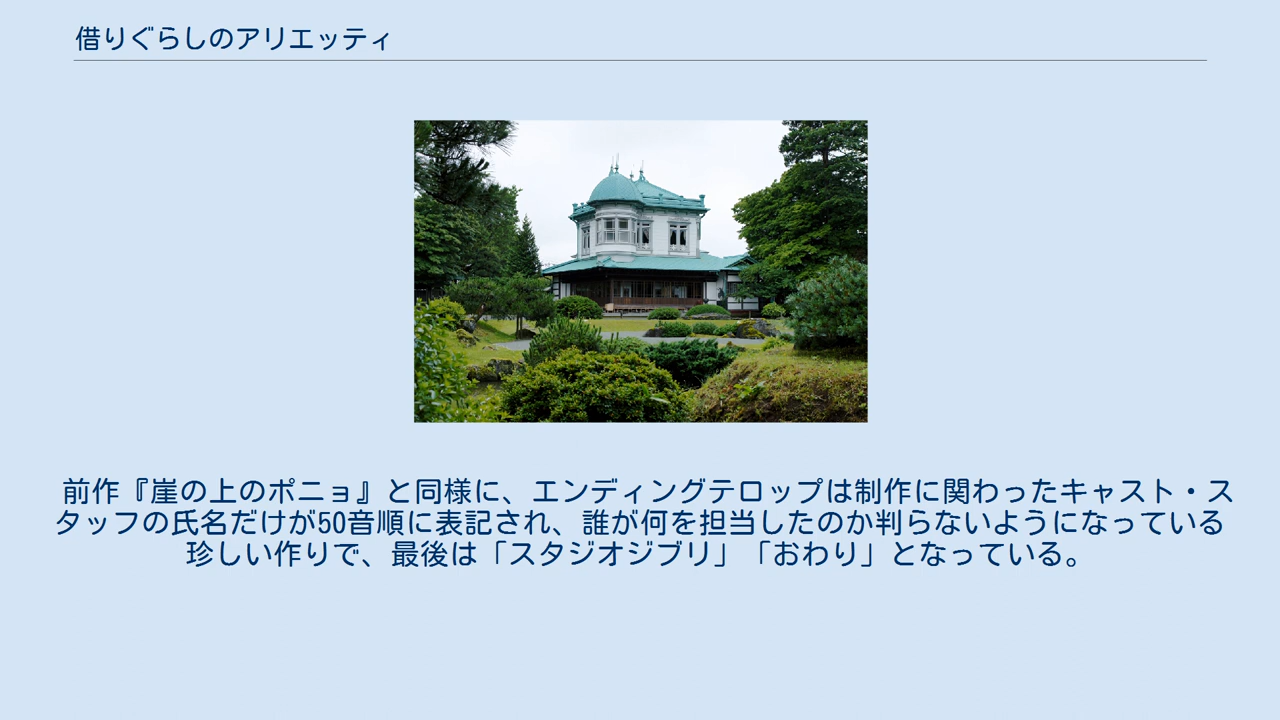 借りぐらしのアリエッティ
前作『崖の上のポニョ』と同様に、エンディングテロップは制作に関わったキャスト・ス
タッフの氏名だけが50音順に表記され、誰が何を担当したのか判らないようになっている
珍しい作りで、最後は「スタジオジブリ」「おわり」となっている。